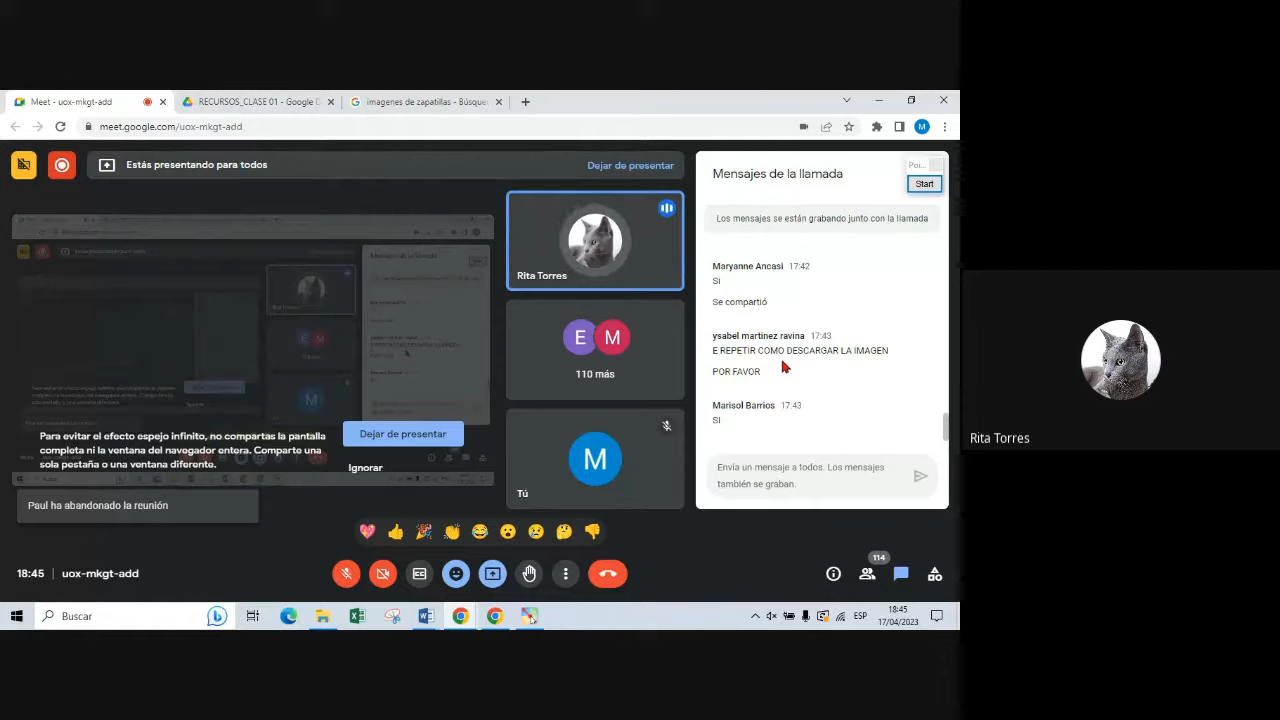 Meet - uox-mkgt-add
RECURSOS_CLASE 01 - Google D
imagenes de zapatillas - Búsque
meet.google.com/uox-mkgt-add
M
Estás presentando para todos
Dejar de presentar
Mensajes de la llamada
Poi...
Start
Los mensajes se están grabando junto con la llamada
Maryanne Ancasi 17:42
Si
Se compartió
ysabel martinez ravina 17:43
E REPETIR COMO DESCARGAR LA IMAGEN
POR FAVOR
Marisol Barrios 17:43
SI
Envía un mensaje a todos. Los mensajes
también se graban.
Rita Torres
E M
110 más
M
Tú
Para evitar el efecto espejo infinito, no compartas la pantalla
completa ni la ventana del navegador entera. Comparto una
sola pestaña o una ventana diferente.
Dejar de presentar
Ignorar
Paul ha abandonado la reunión
18:45 | uox-mkgt-add
114
Buscar
ESP
18:45
17/04/2023
Rita Torres